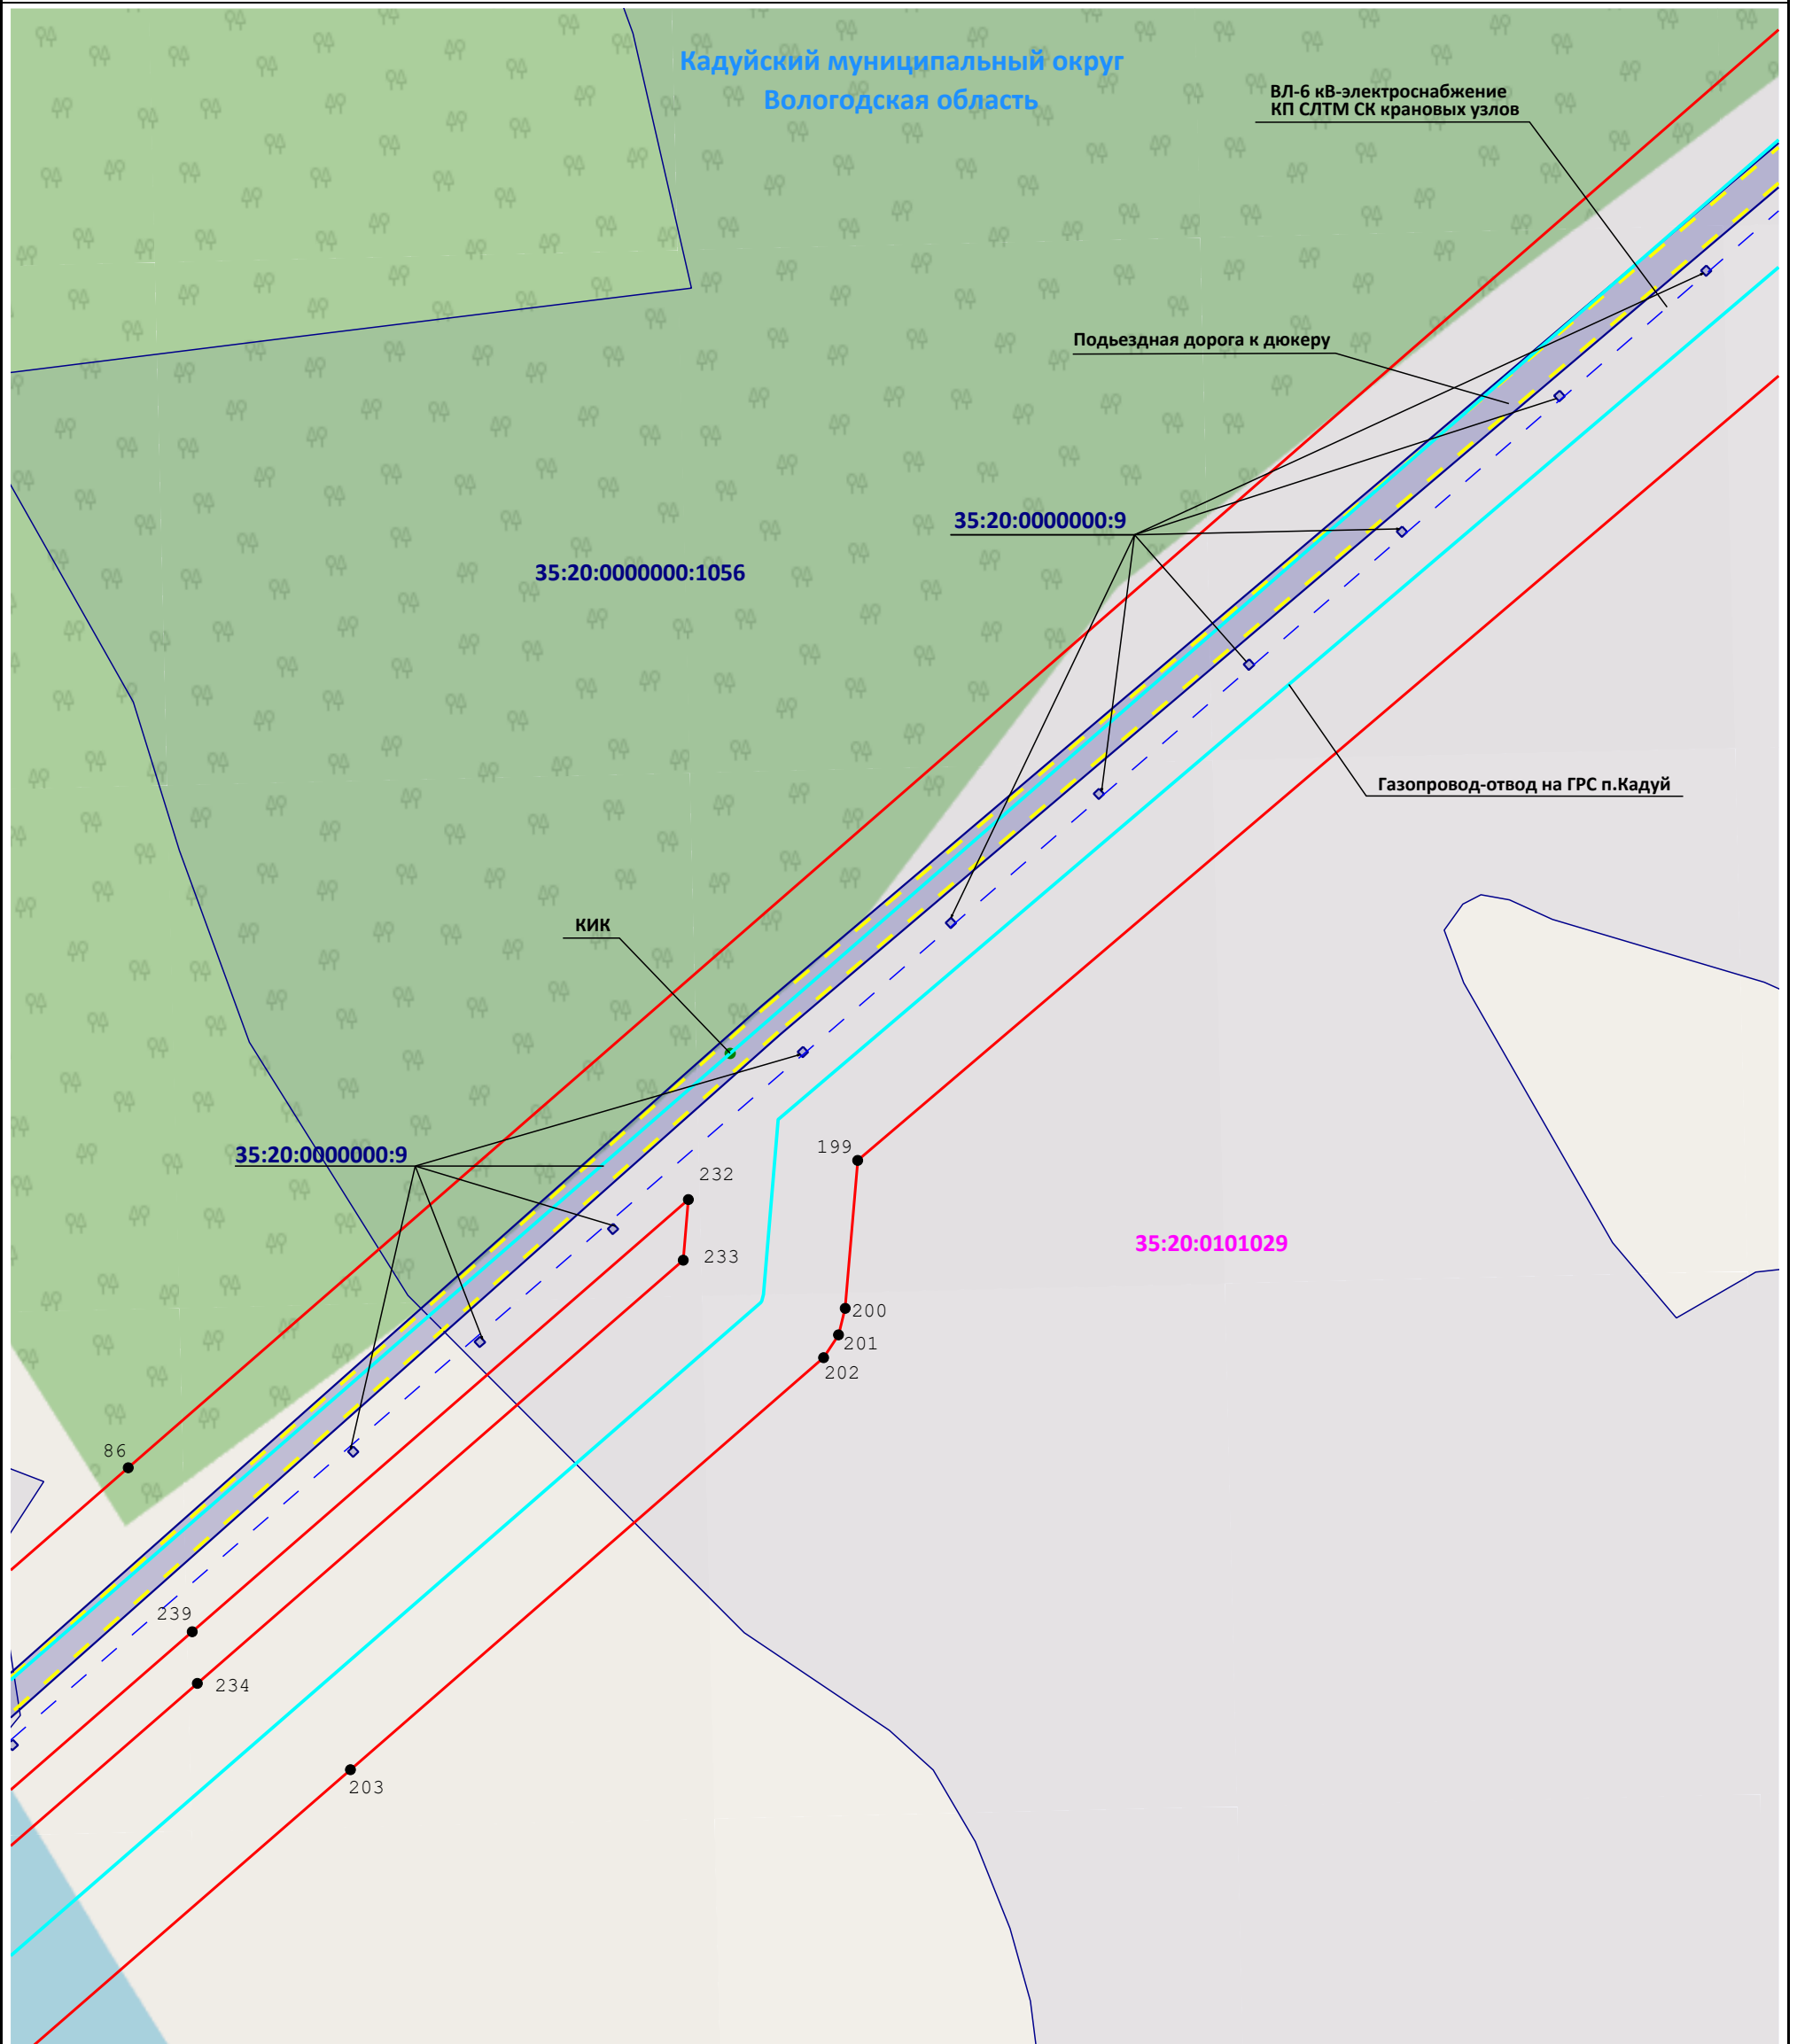 Кадуйский муниципальный округ
Вологодская область
ВЛ-6 кВ-электроснабжение
КП СЛТМ СК крановых узлов
Подьездная дорога к дюкеру
35:20:0000000:9
35:20:0000000:1056
Газопровод-отвод на ГРС п.Кадуй
КИК
199
35:20:0000000:9
232
35:20:0101029
233
200
201
202
86
239
234
203